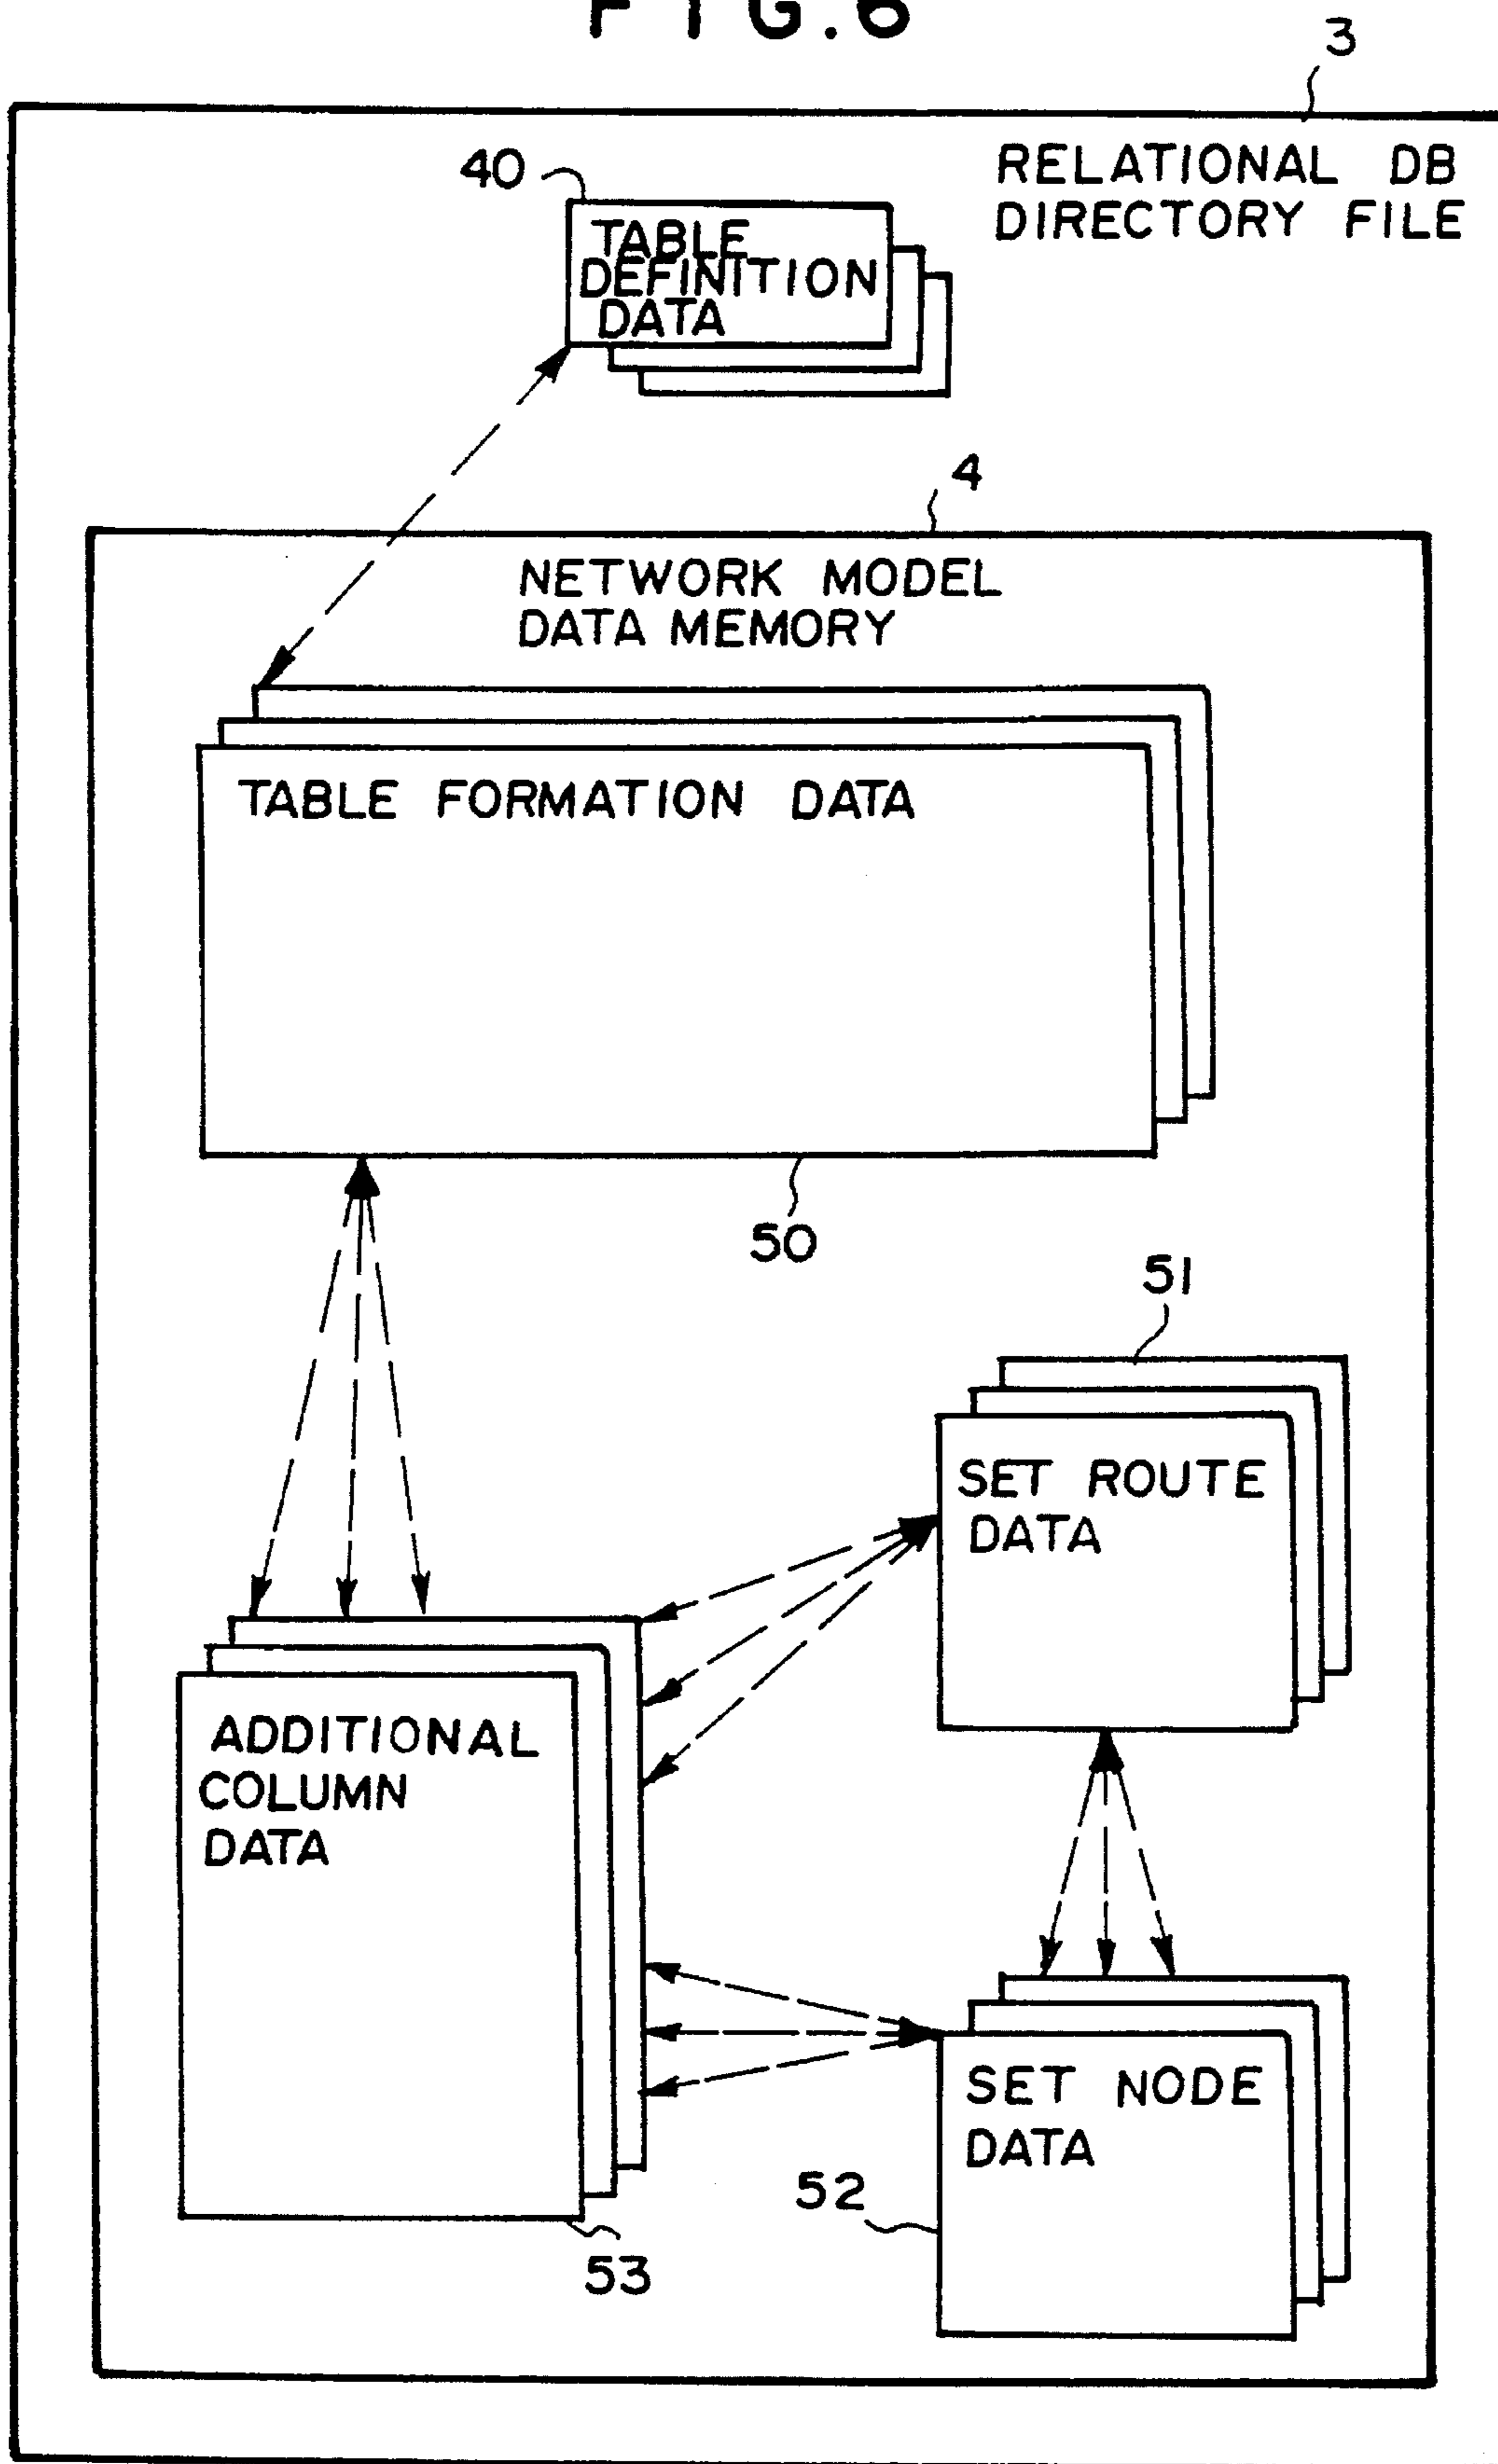 FIG.6
3
RELATIONAL DB
DIRECTORY FILE
40
TABLE
DEFINITION
DATA
4
NETWORK MODEL
DATA MEMORY
TABLE FORMATION DATA
50
51
SET ROUTE
DATA
ADDITIONAL
COLUMN
DATA
SET NODE
DATA
52
53